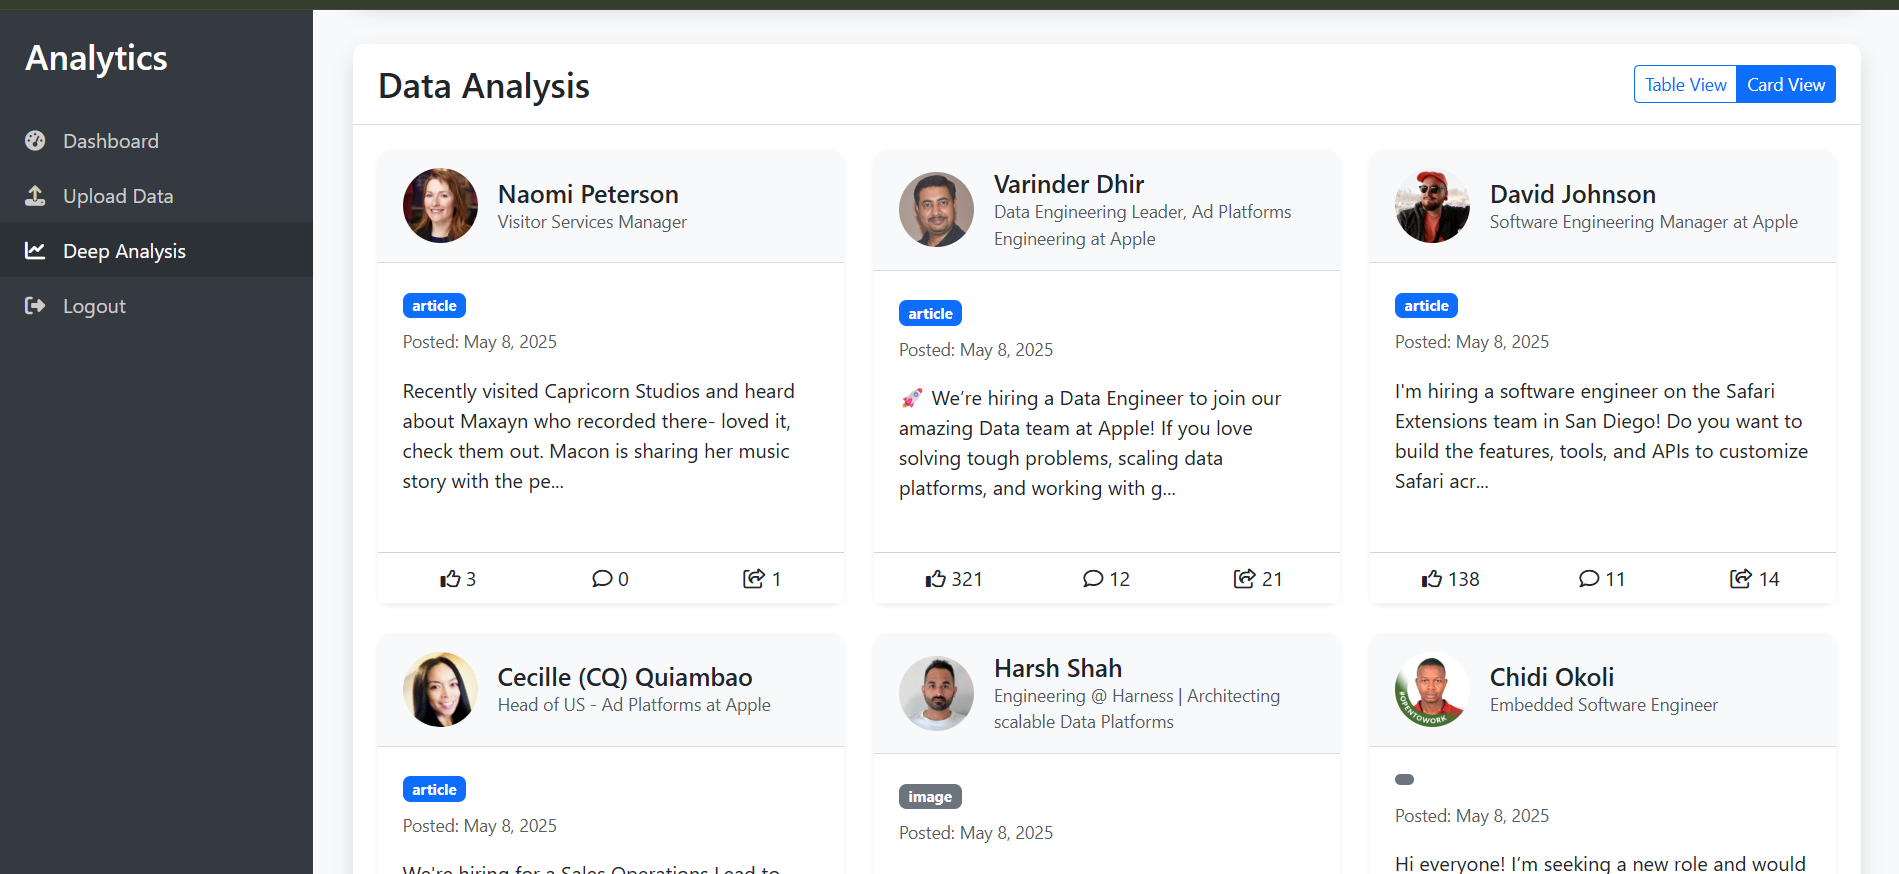 Analytics
Dashboard
Upload Data
Deep Analysis
Logout
Data Analysis
Table View
Card View
Naomi Peterson
Visitor Services Manager
article
Posted: May 8, 2025
Recently visited Capricorn Studios and heard
about Maxayn who recorded there- loved it,
check them out. Macon is sharing her music
story with the pe...
3
0
1
Varinder Dhir
Data Engineering Leader, Ad Platforms
Engineering at Apple
article
Posted: May 8, 2025
🚀 We’re hiring a Data Engineer to join our
amazing Data team at Apple! If you love
solving tough problems, scaling data
platforms, and working with g...
321
12
21
David Johnson
Software Engineering Manager at Apple
article
Posted: May 8, 2025
I'm hiring a software engineer on the Safari
Extensions team in San Diego! Do you want to
build the features, tools, and APIs to customize
Safari acr...
138
11
14
Cecille (CQ) Quiambao
Head of US - Ad Platforms at Apple
article
Posted: May 8, 2025
We're hiring for a Sales Operations Lead to
Harsh Shah
Engineering @ Harness | Architecting
scalable Data Platforms
image
Posted: May 8, 2025
#OPENTOWORK
Chidi Okoli
Embedded Software Engineer
Posted: May 8, 2025
Hi everyone! I’m seeking a new role and would